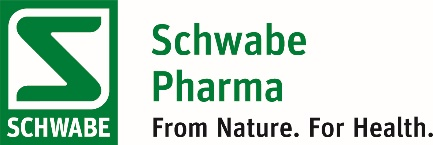 SCHWABE
Schwabe
Pharma
From Nature. For Health.